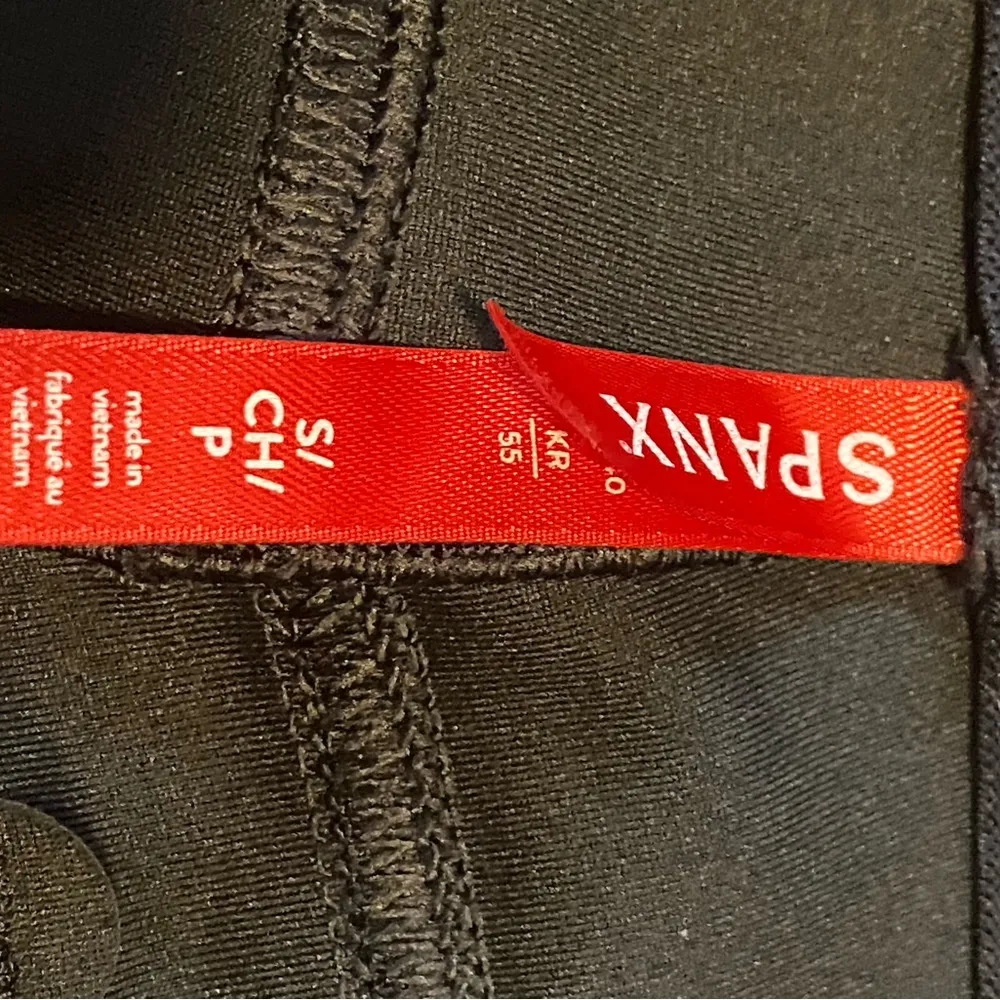 SPANX
KR
55
S/
CH/
P
made in
vietnam
fabriqué au
vietnam